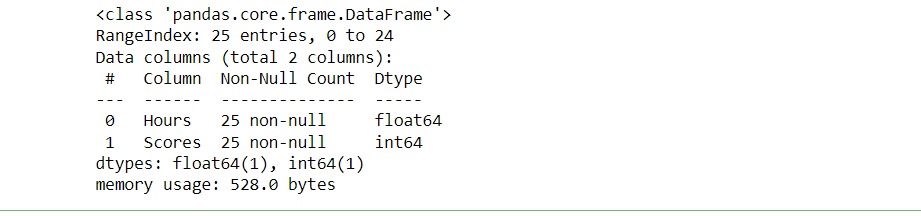 <class 'pandas.core.frame.DataFrame'>
RangeIndex: 25 entries, 0 to 24
Data columns (total 2 columns):
 #   Column  Non-Null Count  Dtype
---  ------  --------------  -----
 0   Hours   25 non-null     float64
 1   Scores  25 non-null     int64
dtypes: float64(1), int64(1)
memory usage: 528.0 bytes